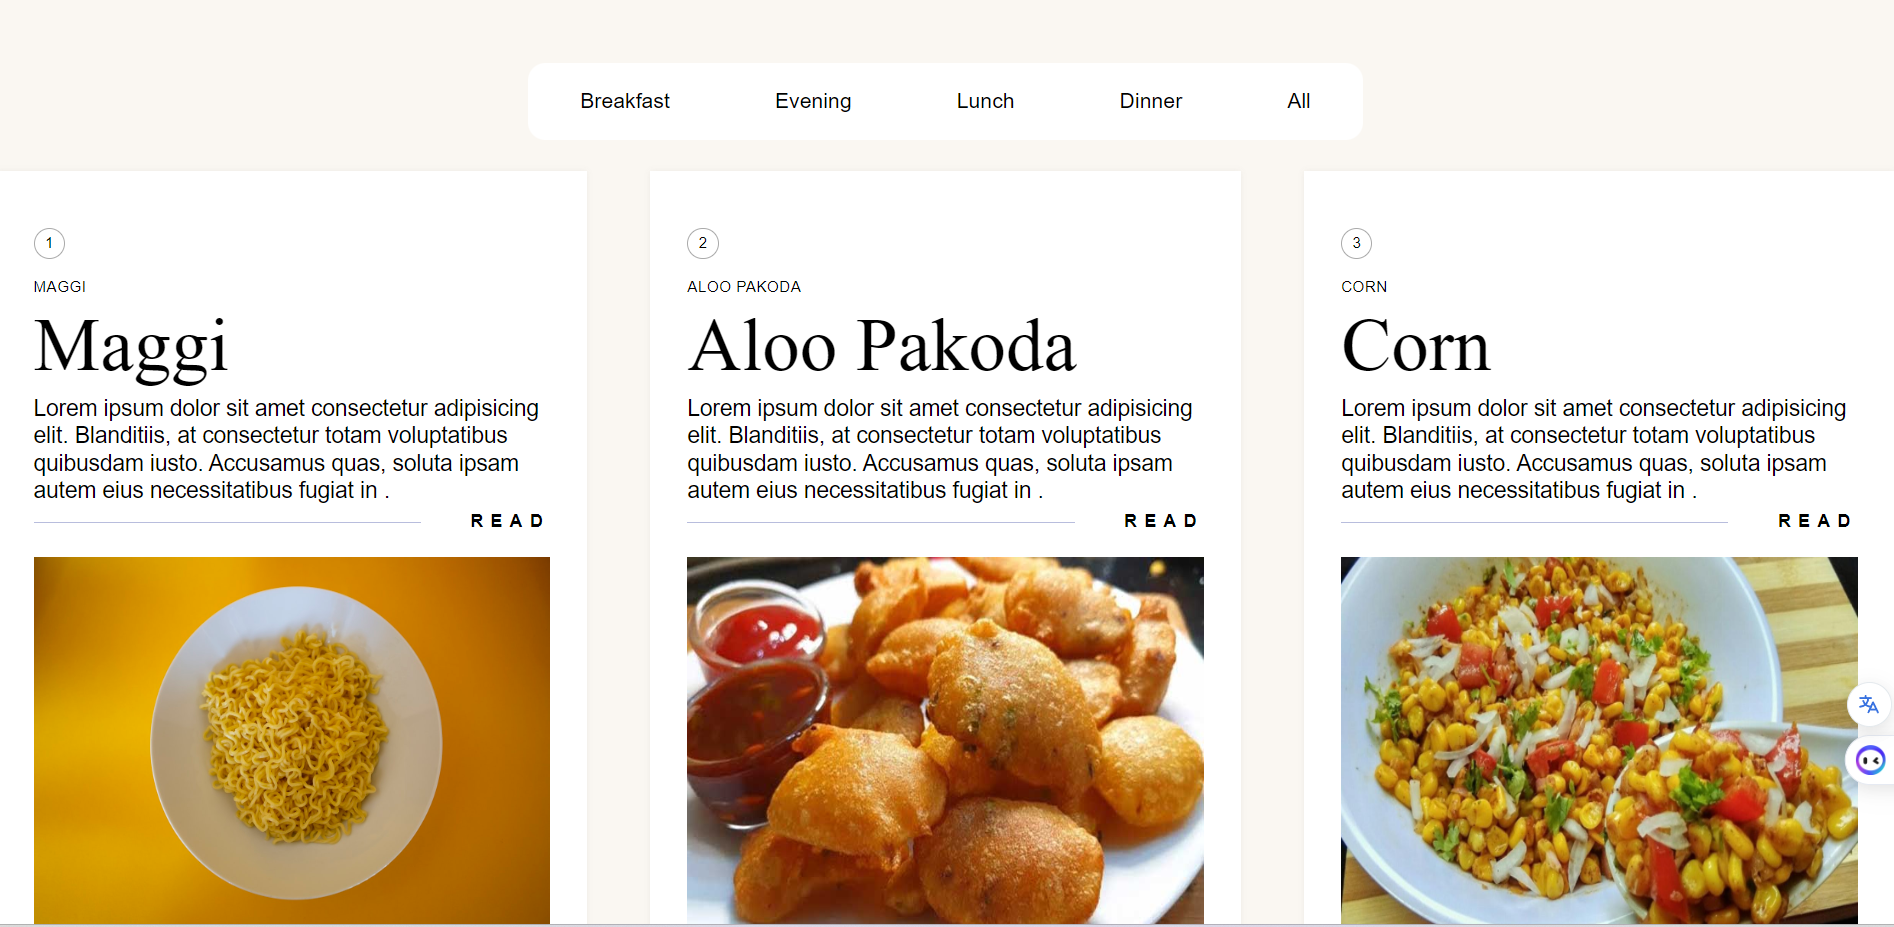 Breakfast Evening Lunch Dinner All
1
MAGGI
Maggi
Lorem ipsum dolor sit amet consectetur adipisicing
elit. Blanditiis, at consectetur totam voluptatibus
quibusdam iusto. Accusamus quas, soluta ipsam
autem eius necessitatibus fugiat in .
READ
2
ALOO PAKODA
Aloo Pakoda
Lorem ipsum dolor sit amet consectetur adipisicing
elit. Blanditiis, at consectetur totam voluptatibus
quibusdam iusto. Accusamus quas, soluta ipsam
autem eius necessitatibus fugiat in .
READ
3
CORN
Corn
Lorem ipsum dolor sit amet consectetur adipisicing
elit. Blanditiis, at consectetur totam voluptatibus
quibusdam iusto. Accusamus quas, soluta ipsam
autem eius necessitatibus fugiat in .
READ